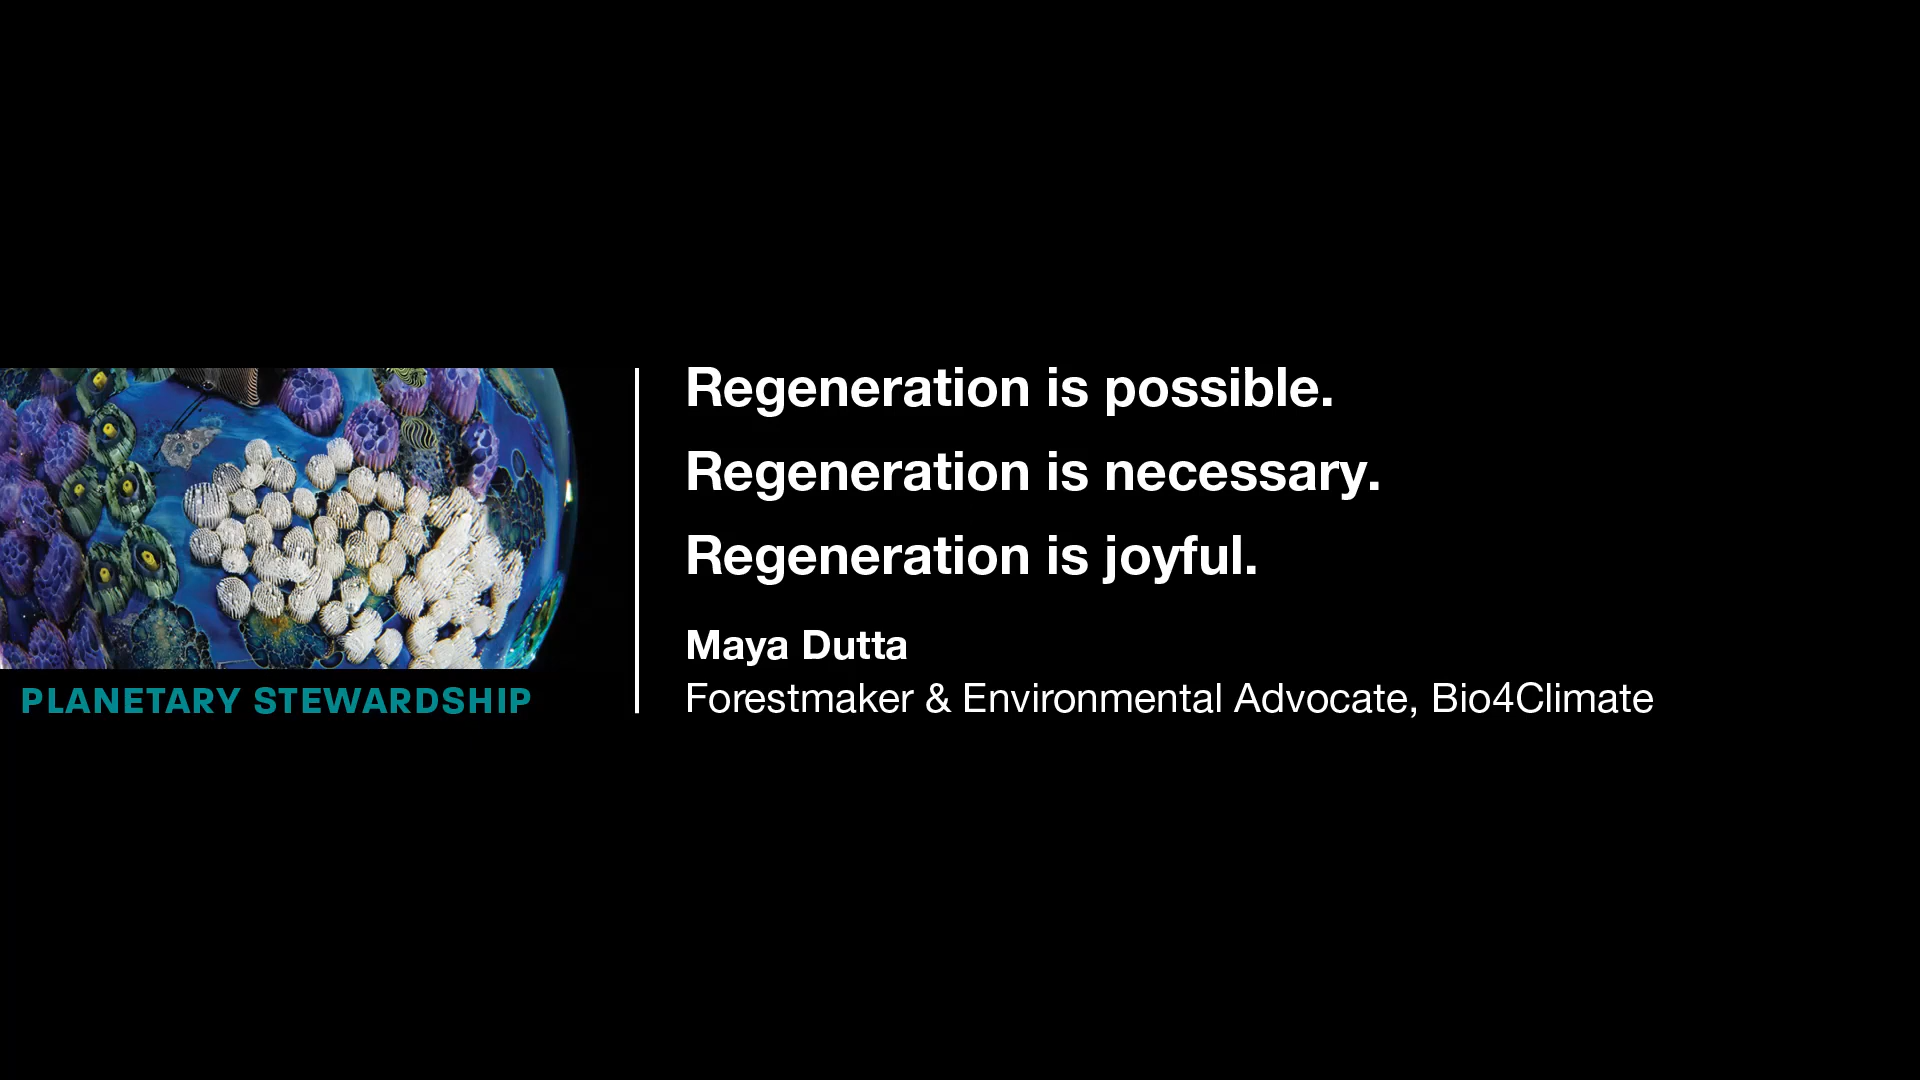 Regeneration is possible.
Regeneration is necessary.
Regeneration is joyful.
Maya Dutta
Forestmaker & Environmental Advocate, Bio4Climate
PLANETARY STEWARDSHIP